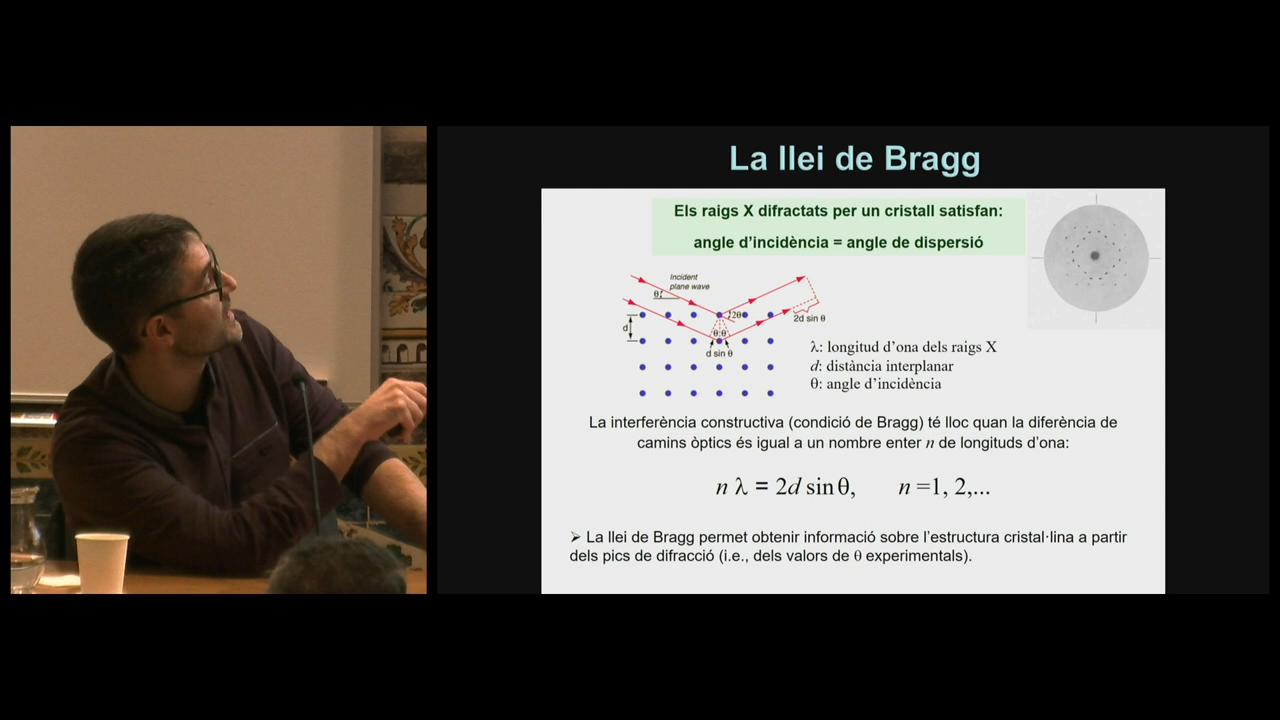 La llei de Bragg
Els raigs X difractats per un cristall satisfan:
angle d'incidència = angle de dispersió
Incident
plane wave
θ
2θ
d
θ θ
d sin θ
2d sin θ
λ: longitud d'ona dels raigs X
d: distància interplanar
θ: angle d'incidència
La interferència constructiva (condició de Bragg) té lloc quan la diferència de
camins òptics és igual a un nombre enter n de longituds d'ona:
n λ = 2d sin θ, n =1, 2,...
➢ La llei de Bragg permet obtenir informació sobre l'estructura cristal·lina a partir
dels pics de difracció (i.e., dels valors de θ experimentals).